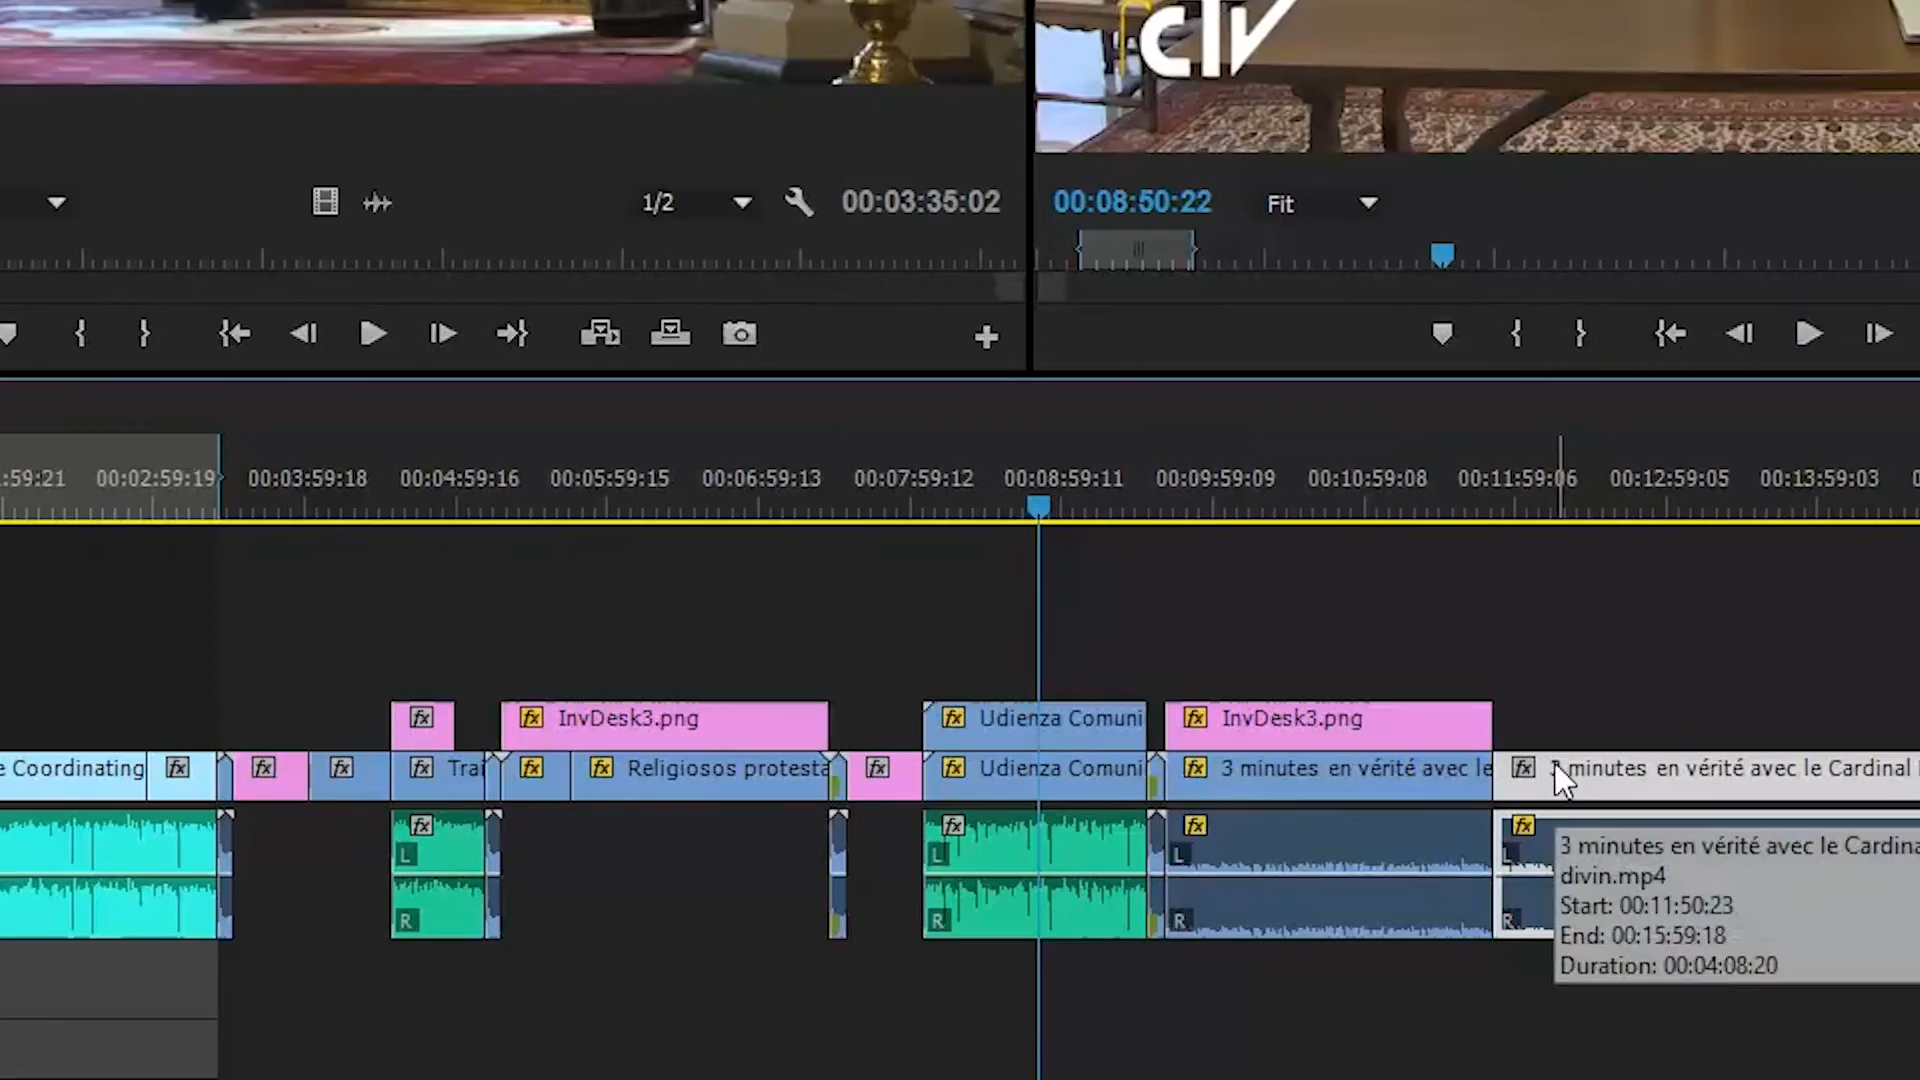 CTV
1/2
00:03:35:02
00:08:50:22
Fit
:59:21 00:02:59:19 00:03:59:18 00:04:59:16 00:05:59:15 00:06:59:13 00:07:59:12 00:08:59:11 00:09:59:09 00:10:59:08 00:11:59:06 00:12:59:05 00:13:59:03
fx
fx InvDesk3.png
fx Udienza Comuni
fx InvDesk3.png
e Coordinating
fx
fx
fx
fx Trai
fx
fx Religiosos protesta
fx
fx Udienza Comuni
fx 3 minutes en vérité avec le
fx 3 minutes en vérité avec le Cardinal
fx
fx
fx
fx
L
L
L
L
R
R
R
R
3 minutes en vérité avec le Cardina
divin.mp4
Start: 00:11:50:23
End: 00:15:59:18
Duration: 00:04:08:20